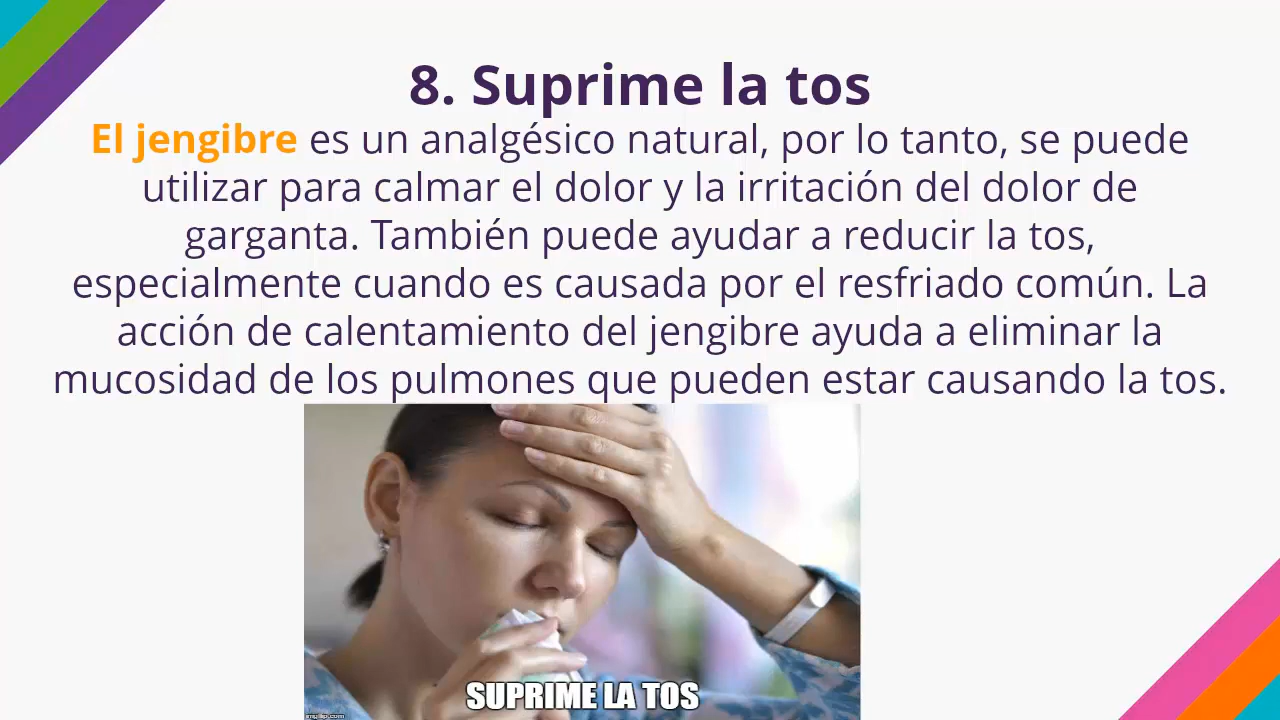 8. Suprime la tos
El jengibre es un analgésico natural, por lo tanto, se puede
utilizar para calmar el dolor y la irritación del dolor de
garganta. También puede ayudar a reducir la tos,
especialmente cuando es causada por el resfriado común. La
acción de calentamiento del jengibre ayuda a eliminar la
mucosidad de los pulmones que pueden estar causando la tos.
SUPRIME LA TOS